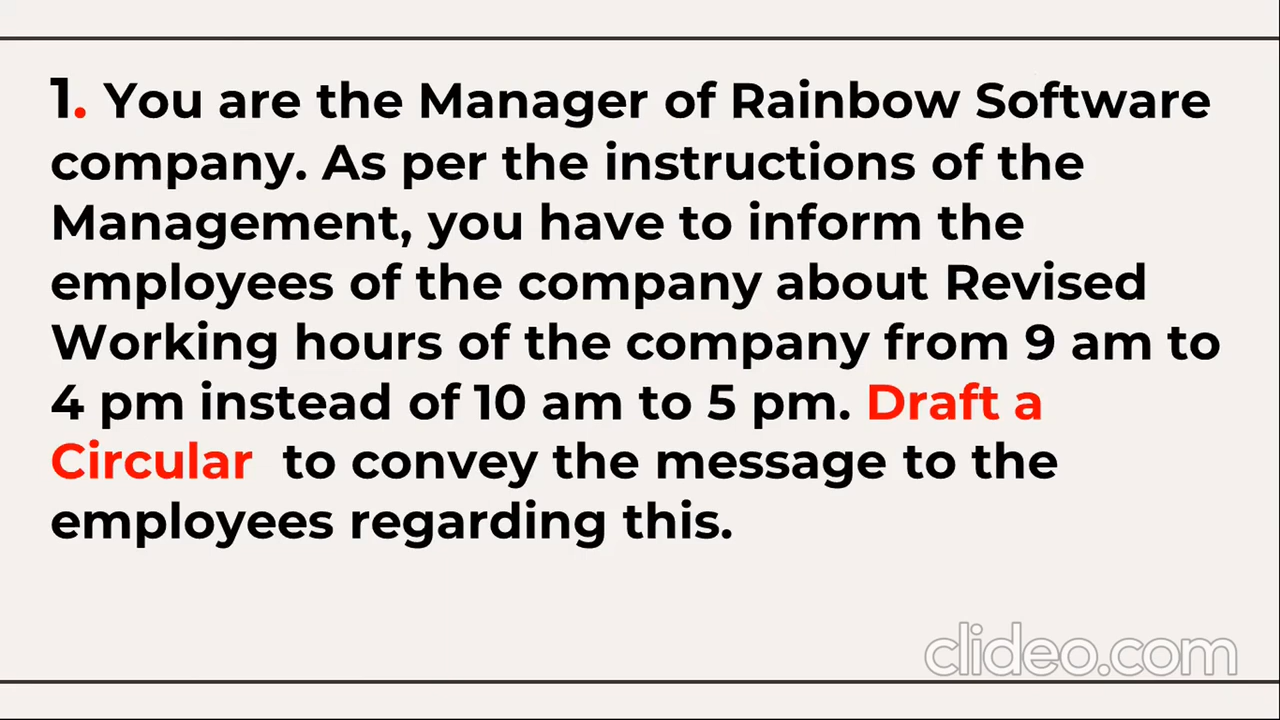 1. You are the Manager of Rainbow Software
company. As per the instructions of the
Management, you have to inform the
employees of the company about Revised
Working hours of the company from 9 am to
4 pm instead of 10 am to 5 pm. Draft a
Circular to convey the message to the
employees regarding this.
clideo.com